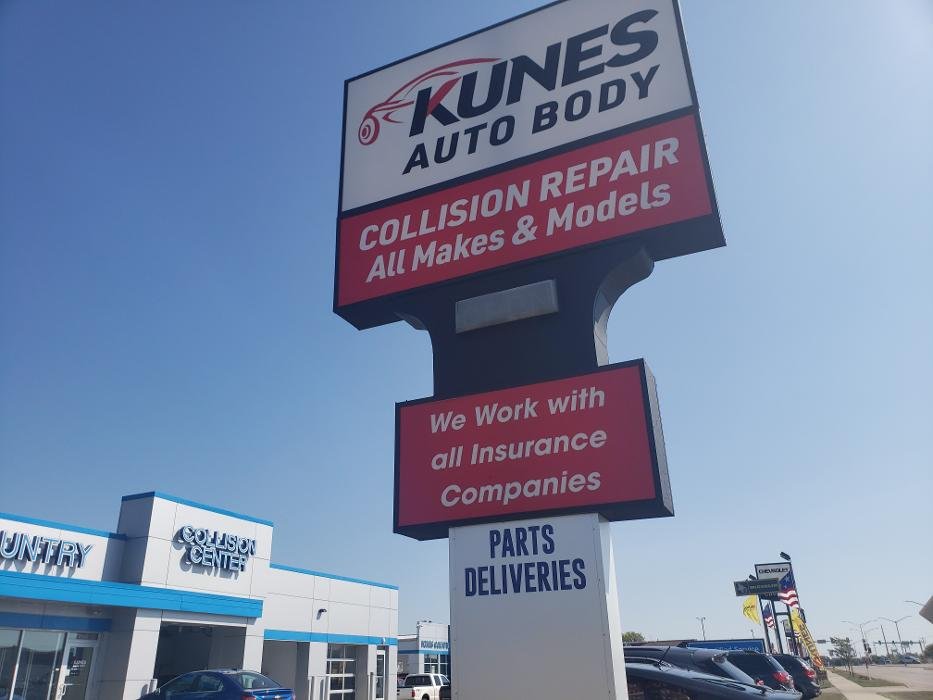 KUNES
AUTO BODY
COLLISION REPAIR
All Makes & Models
We Work with
all Insurance
Companies
PARTS
DELIVERIES
UNTRY
COLLISION
CENTER
CHEVROLET